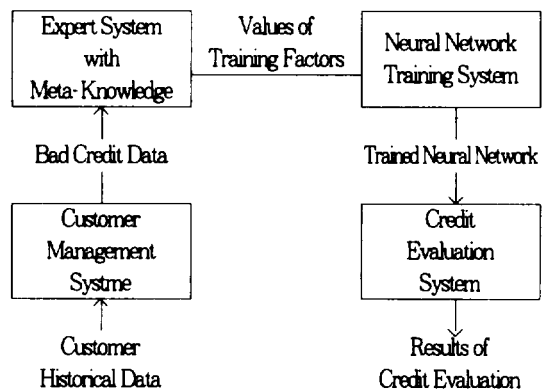 Expert System
with
Meta-Knowledge
Values of
Training Factors
Neural Network
Training System
Bad Credit Data
Trained Neural Network
Customer
Management
Systme
Credit
Evaluation
System
Customer
Historical Data
Results of
Credit Evaluation